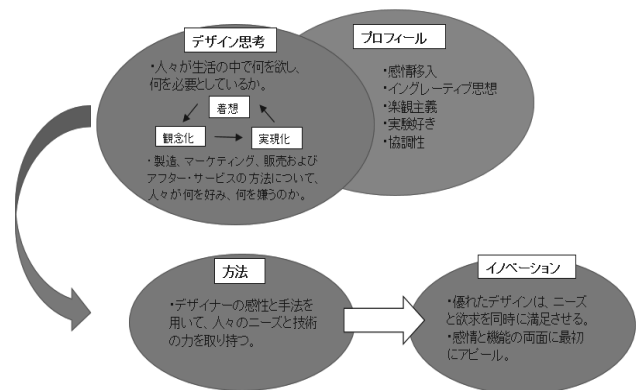 デザイン思考
・人々が生活の中で何を欲し、
何を必要としているか。
着想
観念化
実現化
・製造、マーケティング、販売および
アフター・サービスの方法について、
人々が何を好み、何を嫌うのか。
プロフィール
・感情移入
・イングレーティブ思想
・楽観主義
・実験好き
・協調性
方法
・デザイナーの感性と手法を
用いて、人々のニーズと技術
の力を取り持つ。
イノベーション
・優れたデザインは、ニーズ
と欲求を同時に満足させる。
・感情と機能の両面に最初
にアピール。